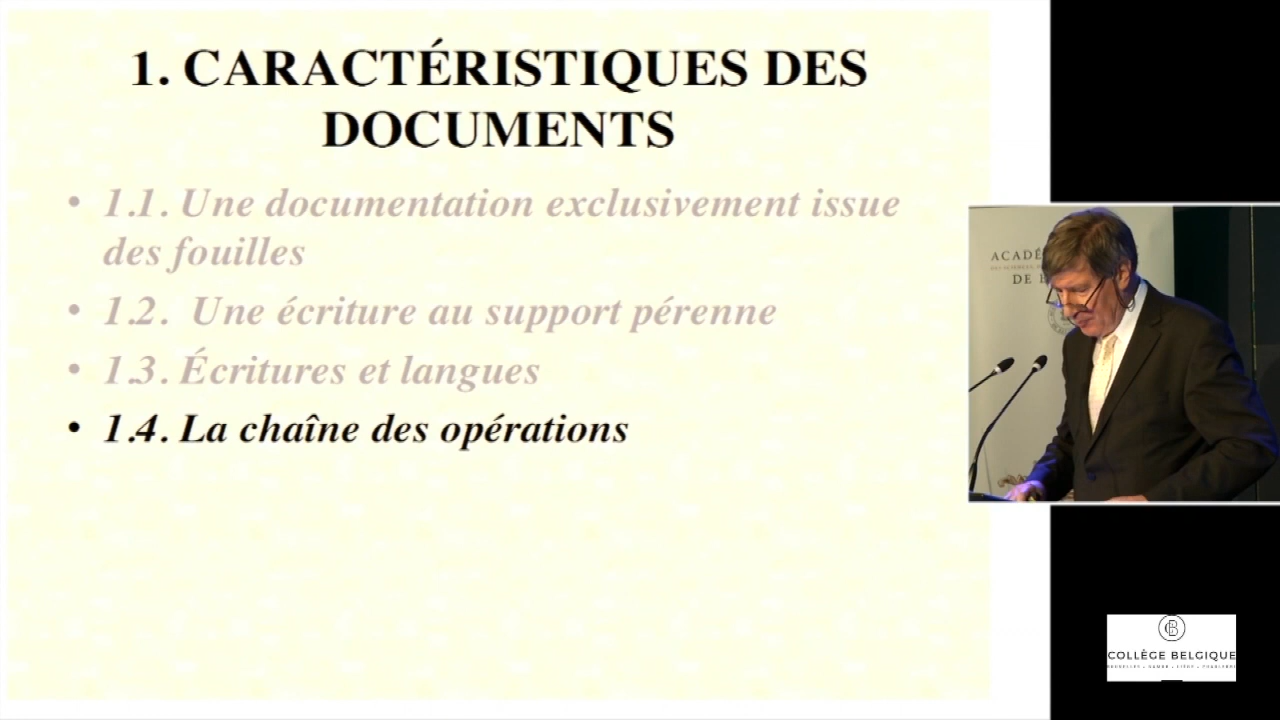 1. CARACTÉRISTIQUES DES
DOCUMENTS
• 1.1. Une documentation exclusivement issue
des fouilles
• 1.2. Une écriture au support pérenne
• 1.3. Écritures et langues
• 1.4. La chaîne des opérations
ACADÉ
DE
CB
COLLÈGE BELGIQUE